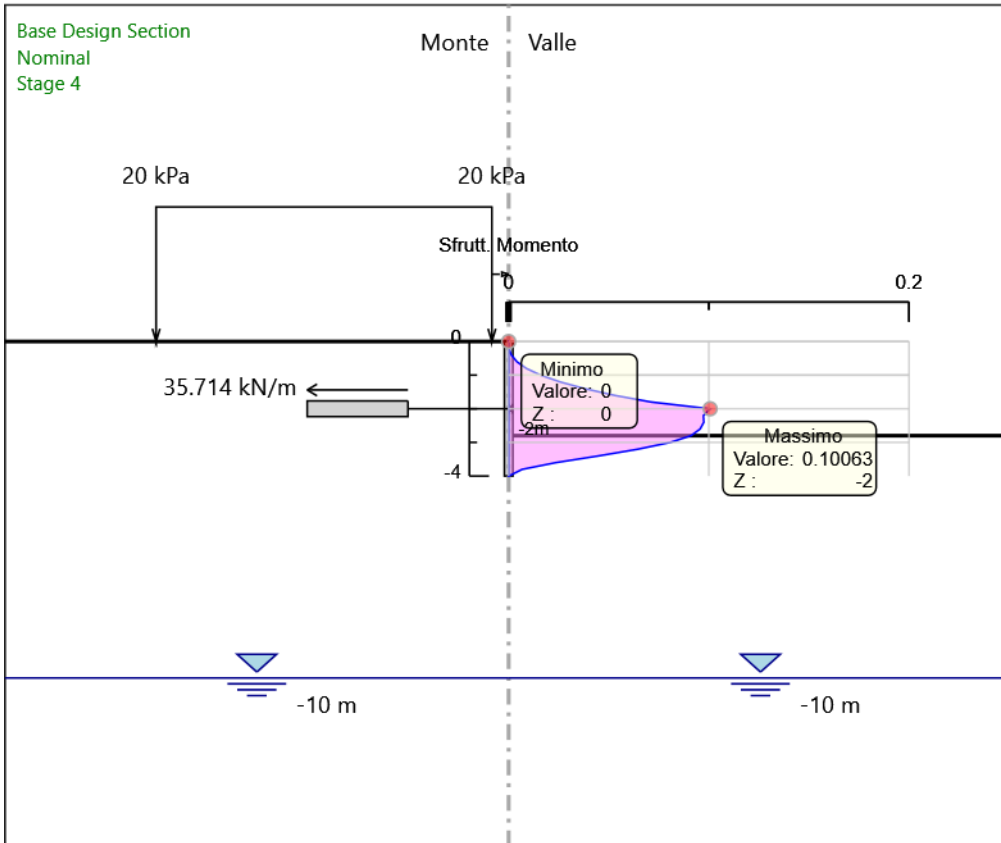 Base Design Section
Nominal
Stage 4
Monte
Valle
20 kPa
20 kPa
Sfrutt. Momento
0
0.2
0
35.714 kN/m
Minimo
Valore: 0
Z : 0
-2m
Massimo
Valore: 0.10063
Z : -2
-4
-10 m
-10 m